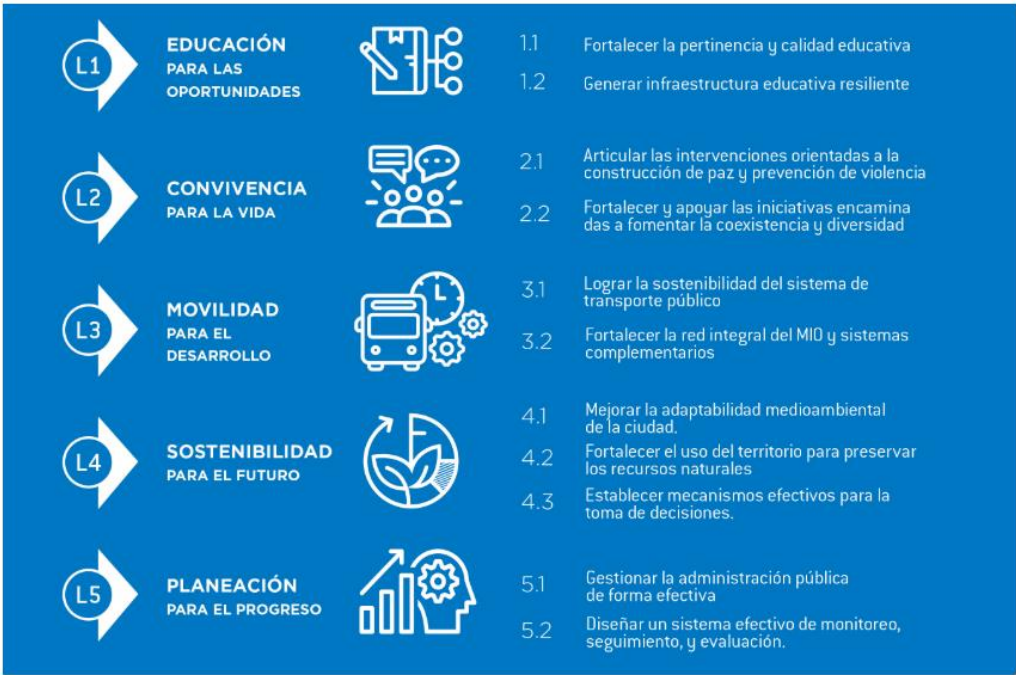 L1
EDUCACIÓN
PARA LAS
OPORTUNIDADES
1.1 Fortalecer la pertinencia y calidad educativa
1.2 Generar infraestructura educativa resiliente
L2
CONVIVENCIA
PARA LA VIDA
2.1 Articular las intervenciones orientadas a la
construcción de paz y prevención de violencia
2.2 Fortalecer y apoyar las iniciativas encamina
das a fomentar la coexistencia y diversidad
L3
MOVILIDAD
PARA EL
DESARROLLO
3.1 Lograr la sostenibilidad del sistema de
transporte público
3.2 Fortalecer la red integral del MIO y sistemas
complementarios
L4
SOSTENIBILIDAD
PARA EL FUTURO
4.1 Mejorar la adaptabilidad medioambiental
de la ciudad.
4.2 Fortalecer el uso del territorio para preservar
los recursos naturales
4.3 Establecer mecanismos efectivos para la
toma de decisiones.
L5
PLANEACIÓN
PARA EL PROGRESO
5.1 Gestionar la administración pública
de forma efectiva
5.2 Diseñar un sistema efectivo de monitoreo,
seguimiento, y evaluación.